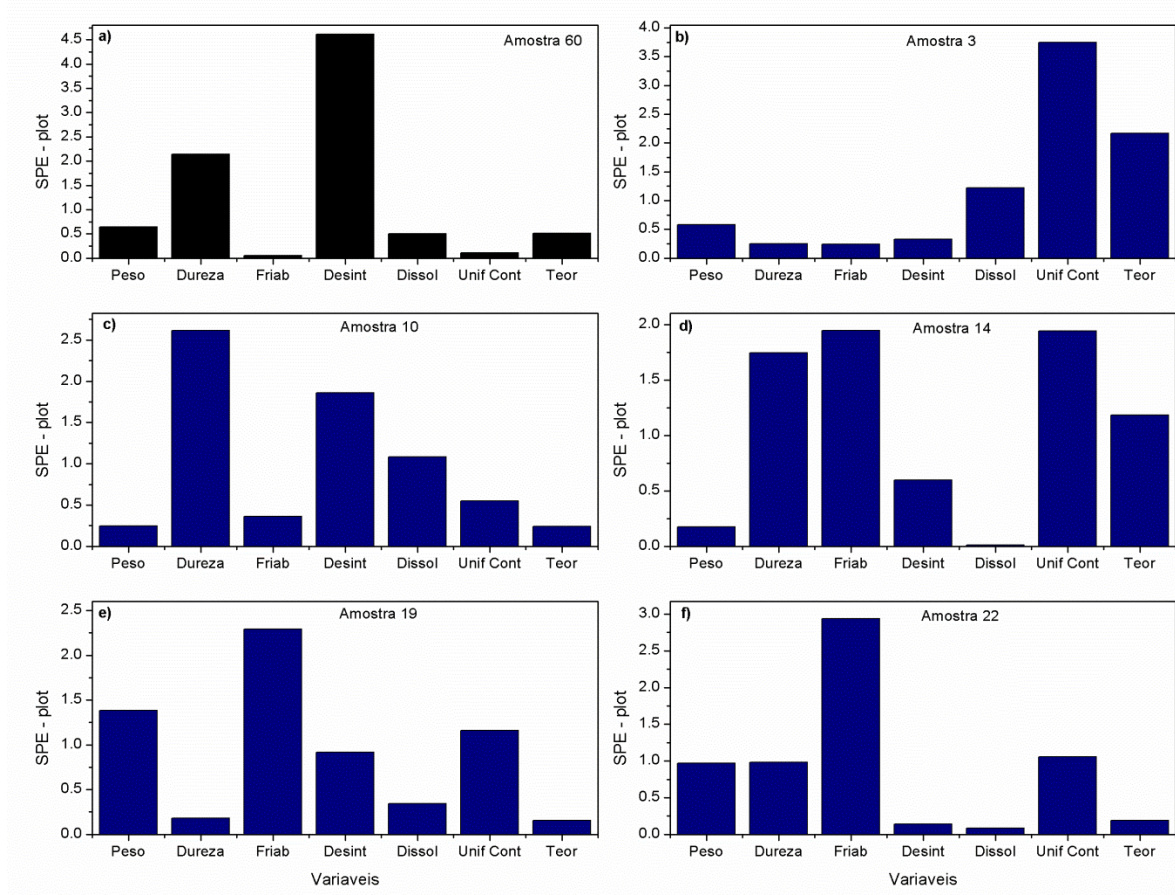 a)
Amostra 60
SPE - plot
4.5
4.0
3.5
3.0
2.5
2.0
1.5
1.0
0.5
0.0
Peso Dureza Friab Desint Dissol Unif Cont Teor
b)
Amostra 3
SPE - plot
4.0
3.5
3.0
2.5
2.0
1.5
1.0
0.5
0.0
Peso Dureza Friab Desint Dissol Unif Cont Teor
c)
Amostra 10
SPE - plot
2.5
2.0
1.5
1.0
0.5
0.0
Peso Dureza Friab Desint Dissol Unif Cont Teor
d)
Amostra 14
SPE - plot
2.0
1.5
1.0
0.5
0.0
Peso Dureza Friab Desint Dissol Unif Cont Teor
e)
Amostra 19
SPE - plot
2.5
2.0
1.5
1.0
0.5
0.0
Peso Dureza Friab Desint Dissol Unif Cont Teor
Variaveis
f)
Amostra 22
SPE - plot
3.0
2.5
2.0
1.5
1.0
0.5
0.0
Peso Dureza Friab Desint Dissol Unif Cont Teor
Variaveis